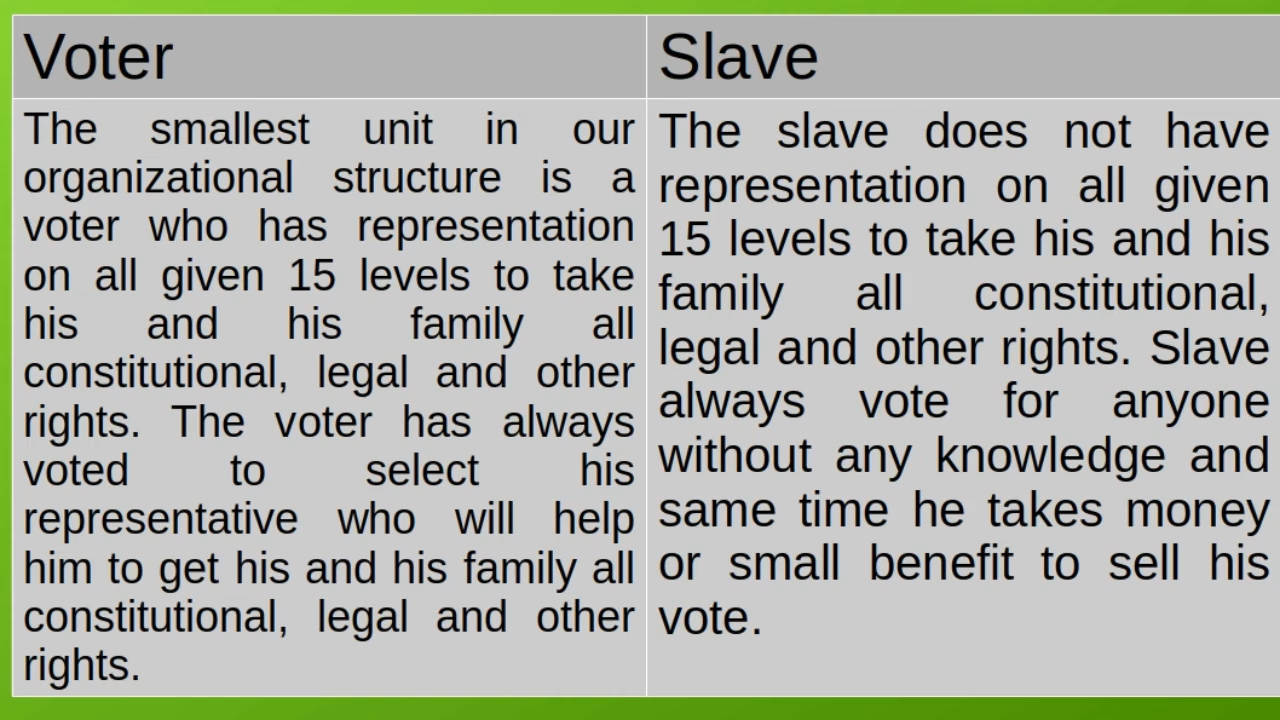 Voter
The smallest unit in our
organizational structure is a
voter who has representation
on all given 15 levels to take
his and his family all
constitutional, legal and other
rights. The voter has always
voted to select his
representative who will help
him to get his and his family all
constitutional, legal and other
rights.
Slave
The slave does not have
representation on all given
15 levels to take his and his
family all constitutional,
legal and other rights. Slave
always vote for anyone
without any knowledge and
same time he takes money
or small benefit to sell his
vote.